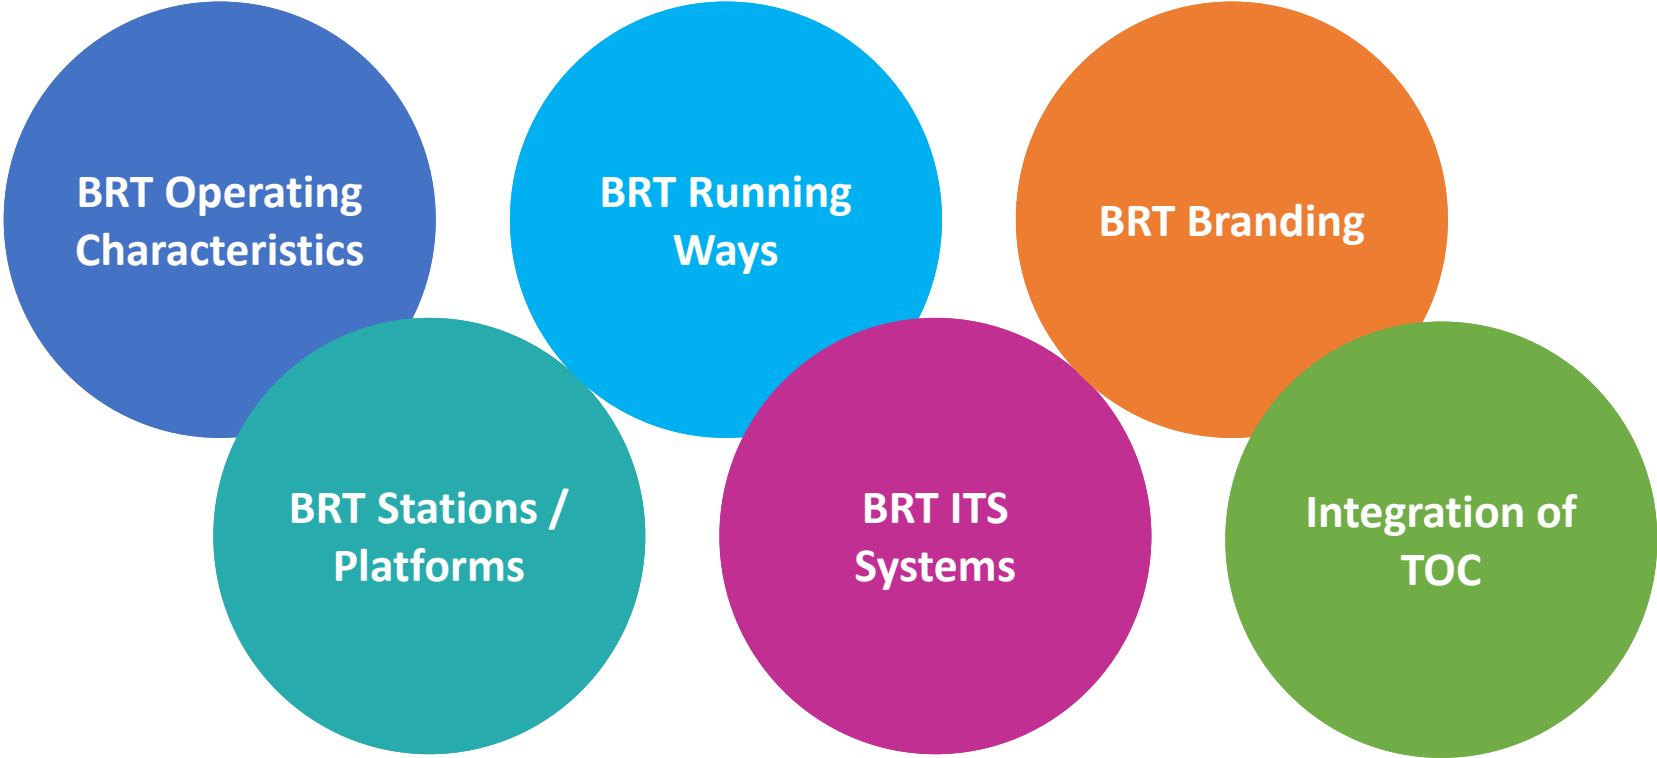 BRT Operating
Characteristics
BRT Running
Ways
BRT Branding
BRT Stations /
Platforms
BRT ITS
Systems
Integration of
TOC